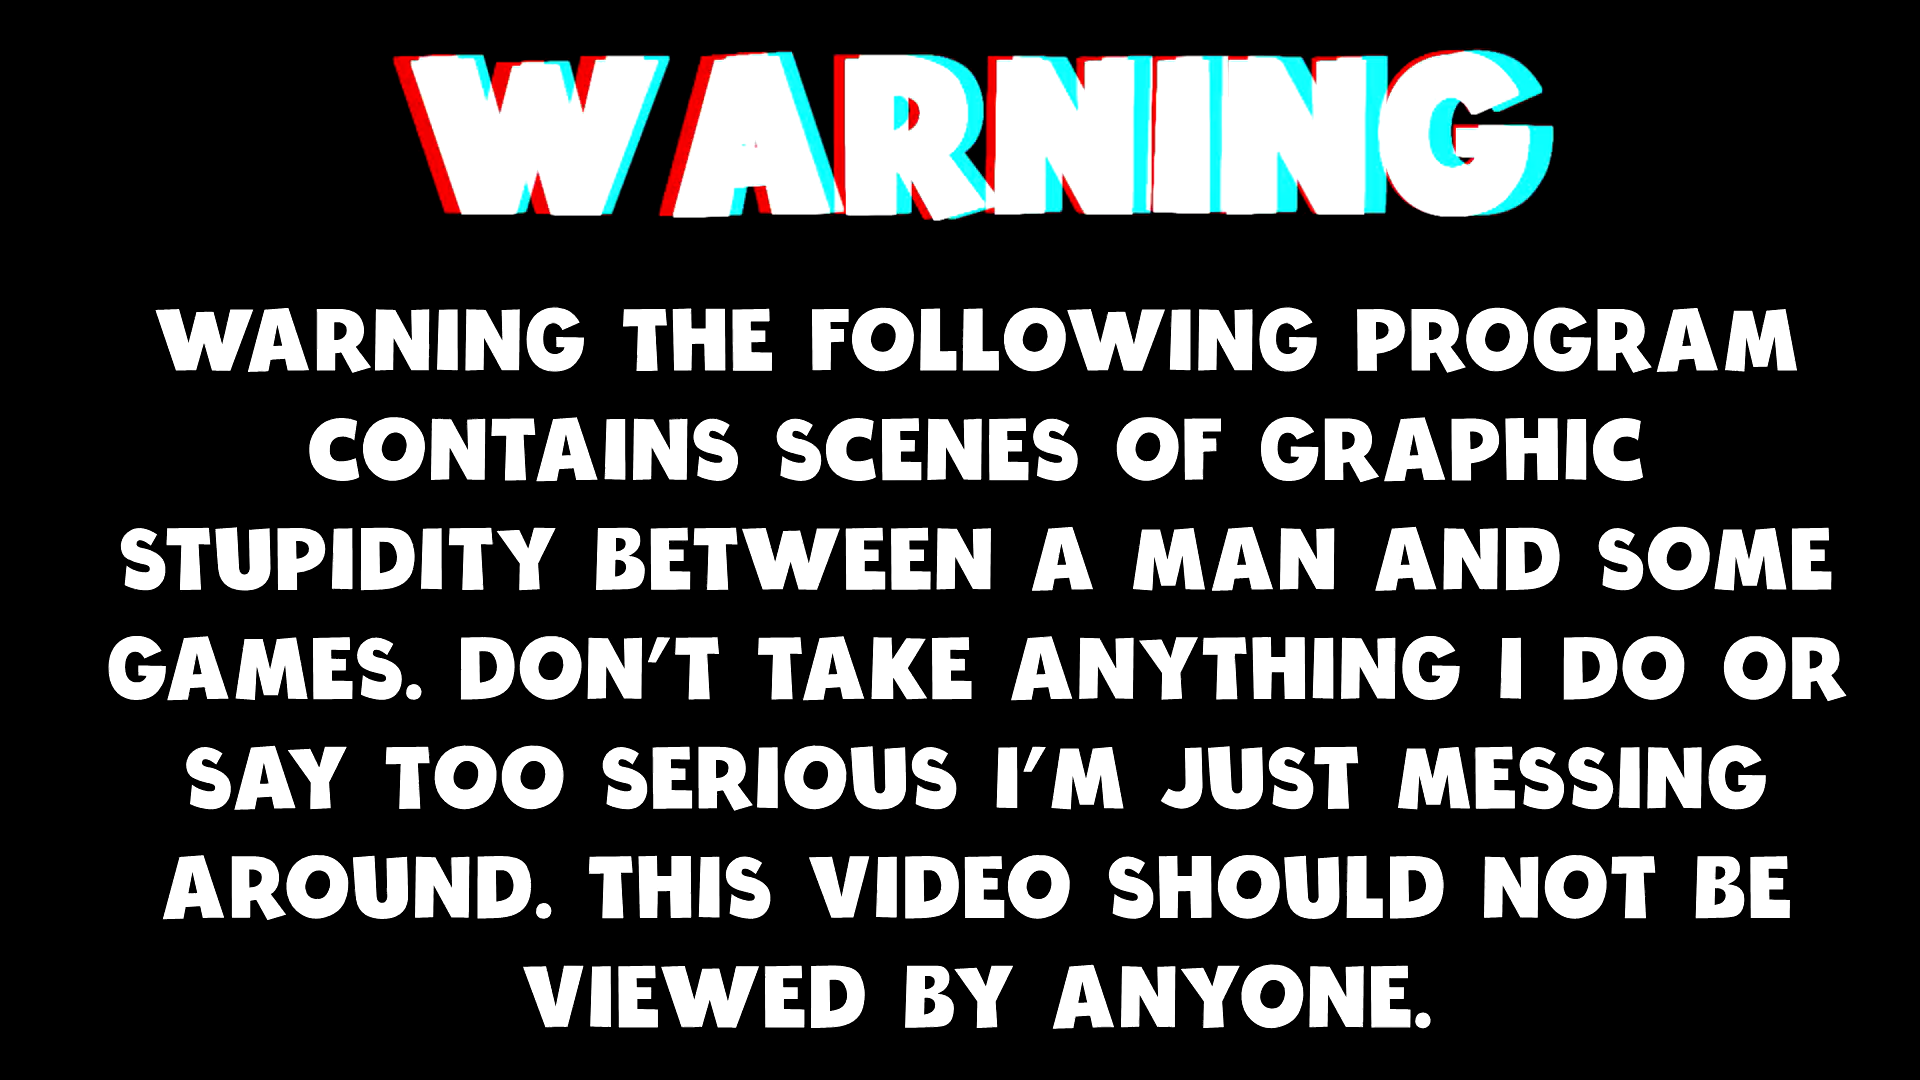 WARNING
WARNING THE FOLLOWING PROGRAM
CONTAINS SCENES OF GRAPHIC
STUPIDITY BETWEEN A MAN AND SOME
GAMES. DON'T TAKE ANYTHING I DO OR
SAY TOO SERIOUS I'M JUST MESSING
AROUND. THIS VIDEO SHOULD NOT BE
VIEWED BY ANYONE.